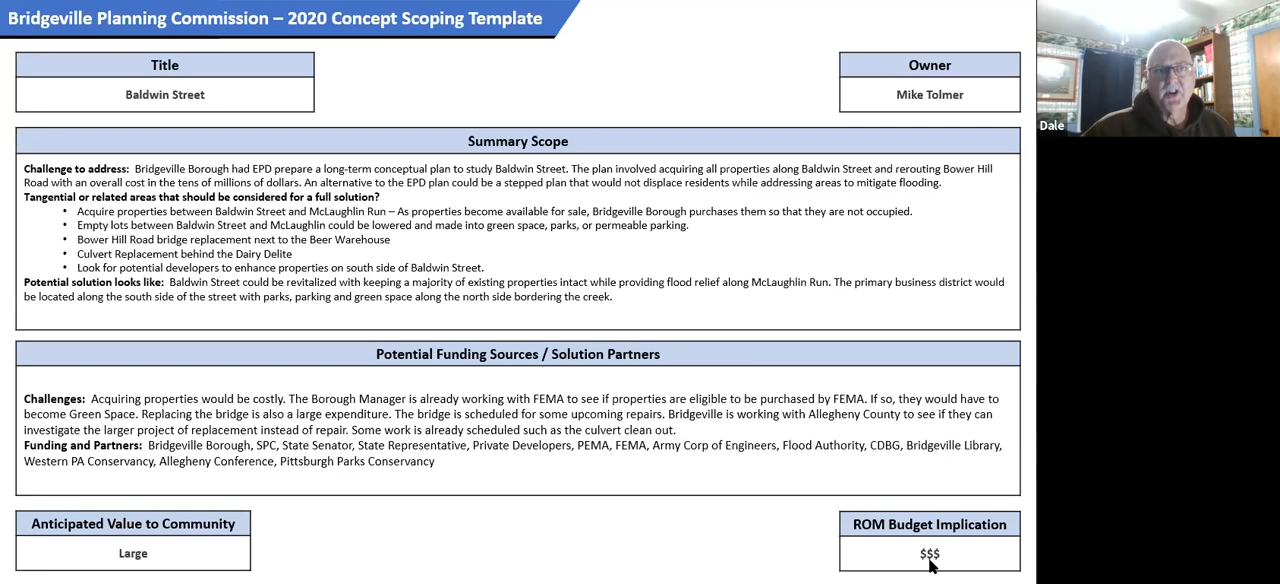 Bridgeville Planning Commission – 2020 Concept Scoping Template
Title
Baldwin Street
Owner
Mike Tolmer
Dale
Summary Scope
Challenge to address: Bridgeville Borough had EPD prepare a long-term conceptual plan to study Baldwin Street. The plan involved acquiring all properties along Baldwin Street and rerouting Bower Hill
Road with an overall cost in the tens of millions of dollars. An alternative to the EPD plan could be a stepped plan that would not displace residents while addressing areas to mitigate flooding.
Tangential or related areas that should be considered for a full solution?
• Acquire properties between Baldwin Street and McLaughlin Run – As properties become available for sale, Bridgeville Borough purchases them so that they are not occupied.
• Empty lots between Baldwin Street and McLaughlin could be lowered and made into green space, parks, or permeable parking.
• Bower Hill Road bridge replacement next to the Beer Warehouse
• Culvert Replacement behind the Dairy Delite
• Look for potential developers to enhance properties on south side of Baldwin Street.
Potential solution looks like: Baldwin Street could be revitalized with keeping a majority of existing properties intact while providing flood relief along McLaughlin Run. The primary business district would
be located along the south side of the street with parks, parking and green space along the north side bordering the creek.
Potential Funding Sources / Solution Partners
Challenges: Acquiring properties would be costly. The Borough Manager is already working with FEMA to see if properties are eligible to be purchased by FEMA. If so, they would have to
become Green Space. Replacing the bridge is also a large expenditure. The bridge is scheduled for some upcoming repairs. Bridgeville is working with Allegheny County to see if they can
investigate the larger project of replacement instead of repair. Some work is already scheduled such as the culvert clean out.
Funding and Partners: Bridgeville Borough, SPC, State Senator, State Representative, Private Developers, PEMA, FEMA, Army Corp of Engineers, Flood Authority, CDBG, Bridgeville Library,
Western PA Conservancy, Allegheny Conference, Pittsburgh Parks Conservancy
Anticipated Value to Community
Large
ROM Budget Implication
$$$